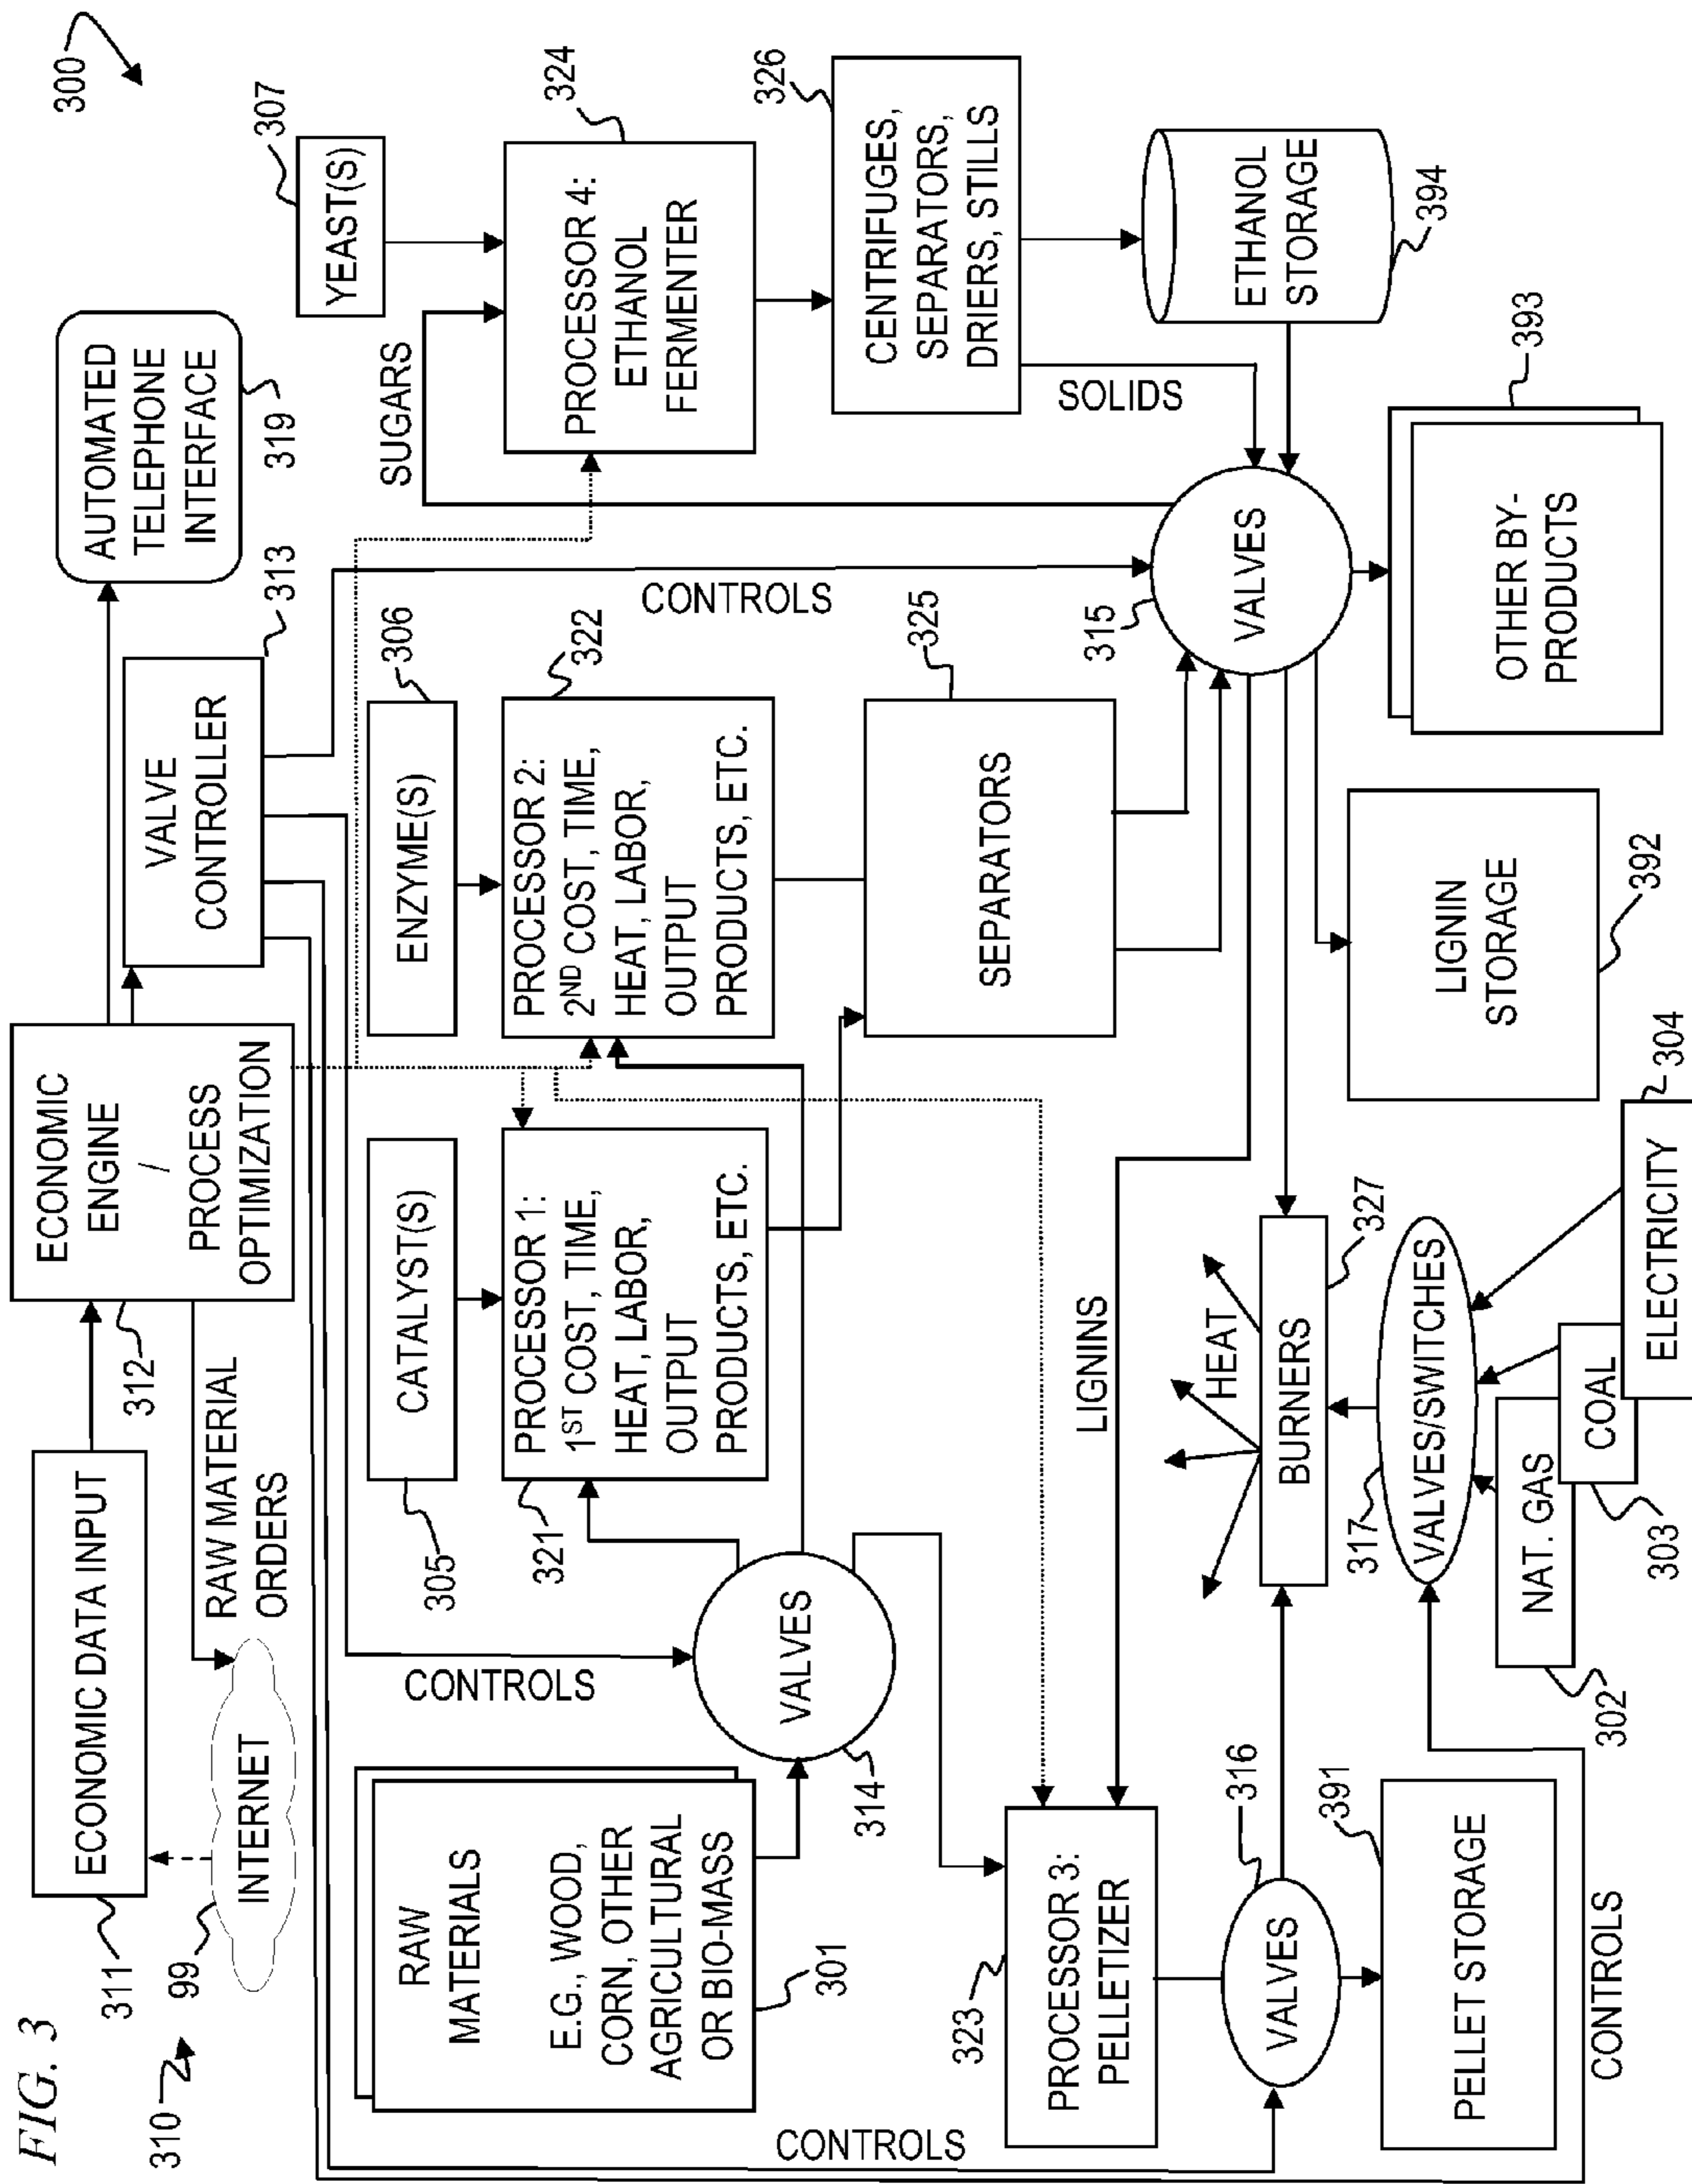 FIG. 3
300
310
311
ECONOMIC DATA INPUT
99
INTERNET
RAW MATERIAL
ORDERS
312
ECONOMIC
ENGINE
/
PROCESS
OPTIMIZATION
VALVE
CONTROLLER
313
AUTOMATED
TELEPHONE
INTERFACE
319
YEAST(S)
307
RAW
MATERIALS
E.G., WOOD,
CORN, OTHER
AGRICULTURAL
OR BIO-MASS
301
CONTROLS
VALVES
314
CATALYST(S)
305
PROCESSOR 1:
1ST COST, TIME,
HEAT, LABOR,
OUTPUT
PRODUCTS, ETC.
321
ENZYME(S)
306
PROCESSOR 2:
2ND COST, TIME,
HEAT, LABOR,
OUTPUT
PRODUCTS, ETC.
322
CONTROLS
SUGARS
PROCESSOR 4:
ETHANOL
FERMENTER
324
SEPARATORS
325
CENTRIFUGES,
SEPARATORS,
DRIERS, STILLS
326
SOLIDS
CONTROLS
PROCESSOR 3:
PELLETIZER
323
LIGNINS
VALVES
315
ETHANOL
STORAGE
394
VALVES
316
HEAT
BURNERS
327
VALVES/SWITCHES
317
PELLET STORAGE
391
CONTROLS
NAT. GAS
302
COAL
303
ELECTRICITY
304
LIGNIN
STORAGE
392
OTHER BY-
PRODUCTS
393